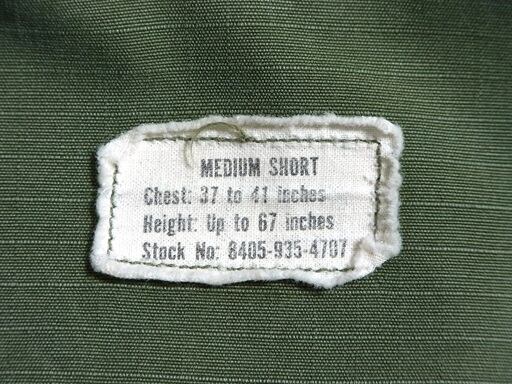 MEDIUM SHORT
Chest: 37 to 41 inches
Height: Up to 67 inches
Stock No: 8405-935-4707